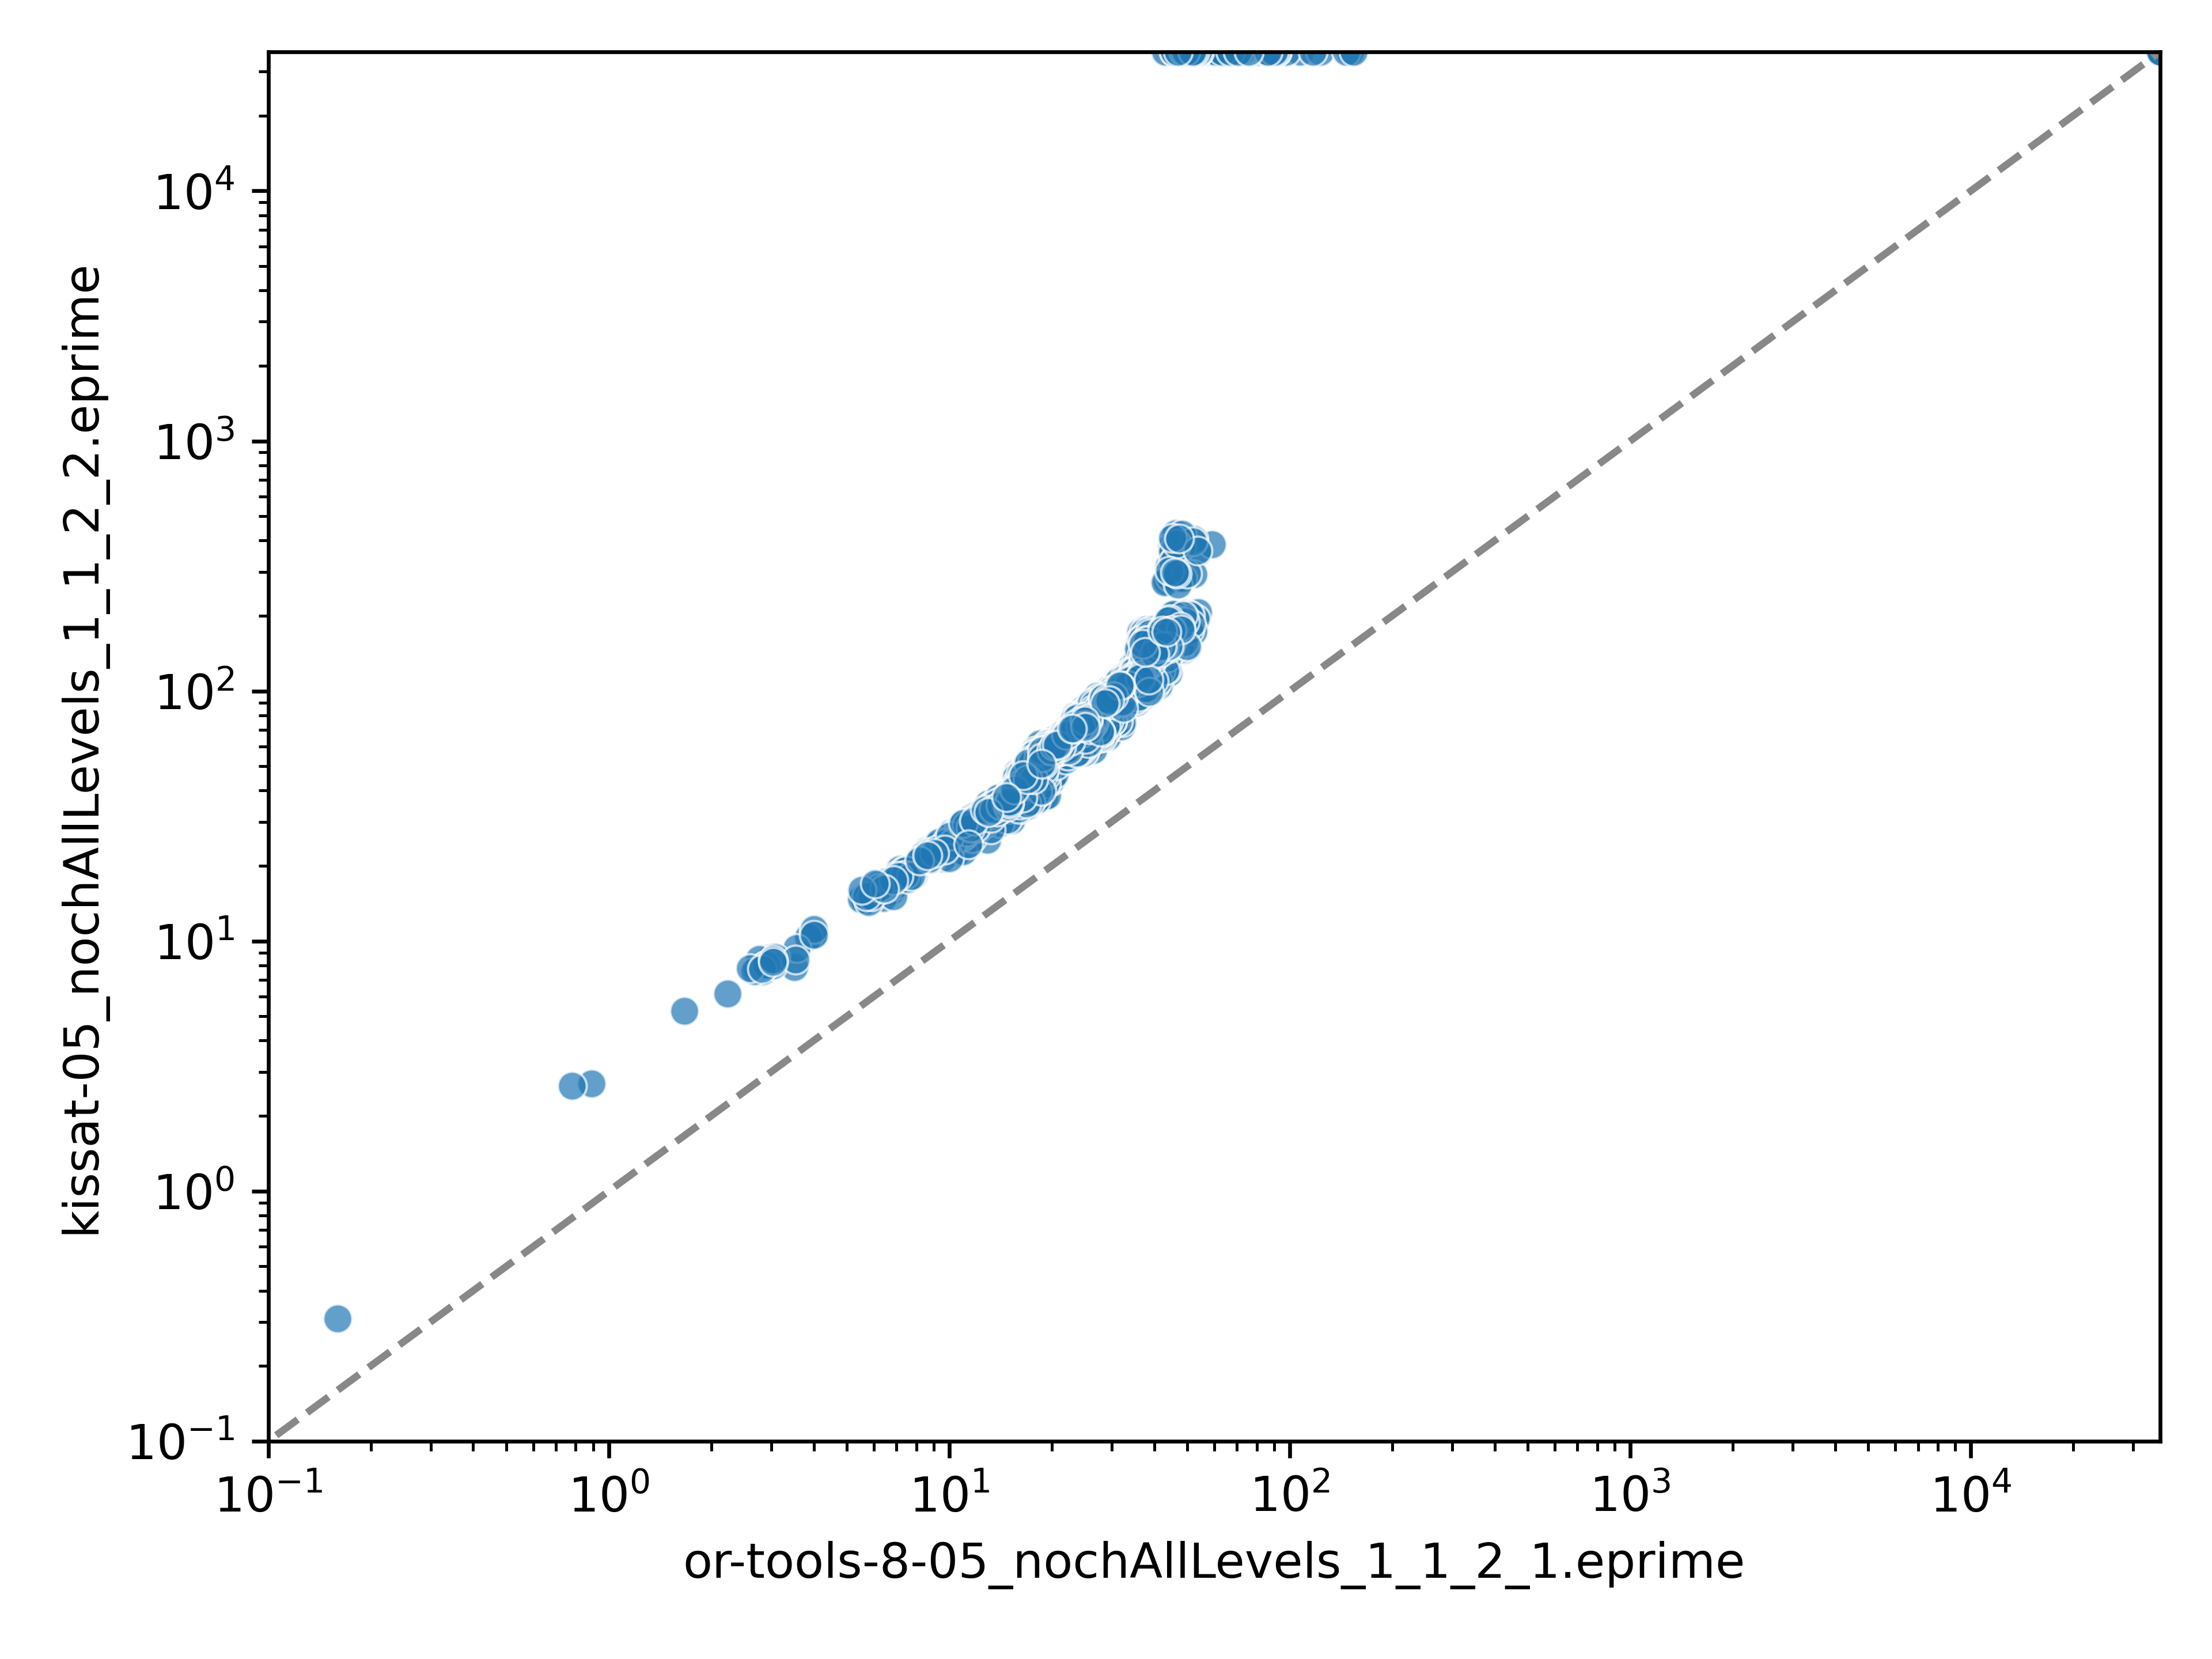 10⁴
10³
10²
10¹
10⁰
10⁻¹
kissat-05_nochAllLevels_1_1_2_2.eprime
10⁻¹ 10⁰ 10¹ 10² 10³ 10⁴
or-tools-8-05_nochAllLevels_1_1_2_1.eprime